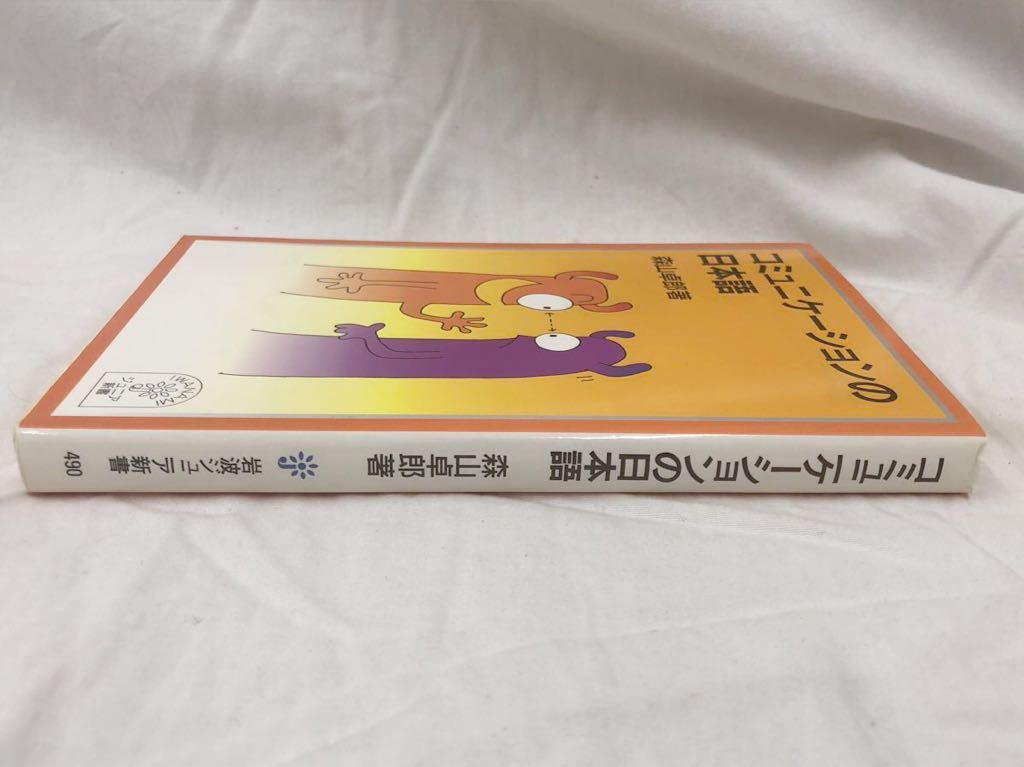 コミュニケーションの
日本語
森山卓郎著
IWANAMI
ジュニア
新書
コミュニケーションの日本語
森山卓郎著
岩波ジュニア新書
490